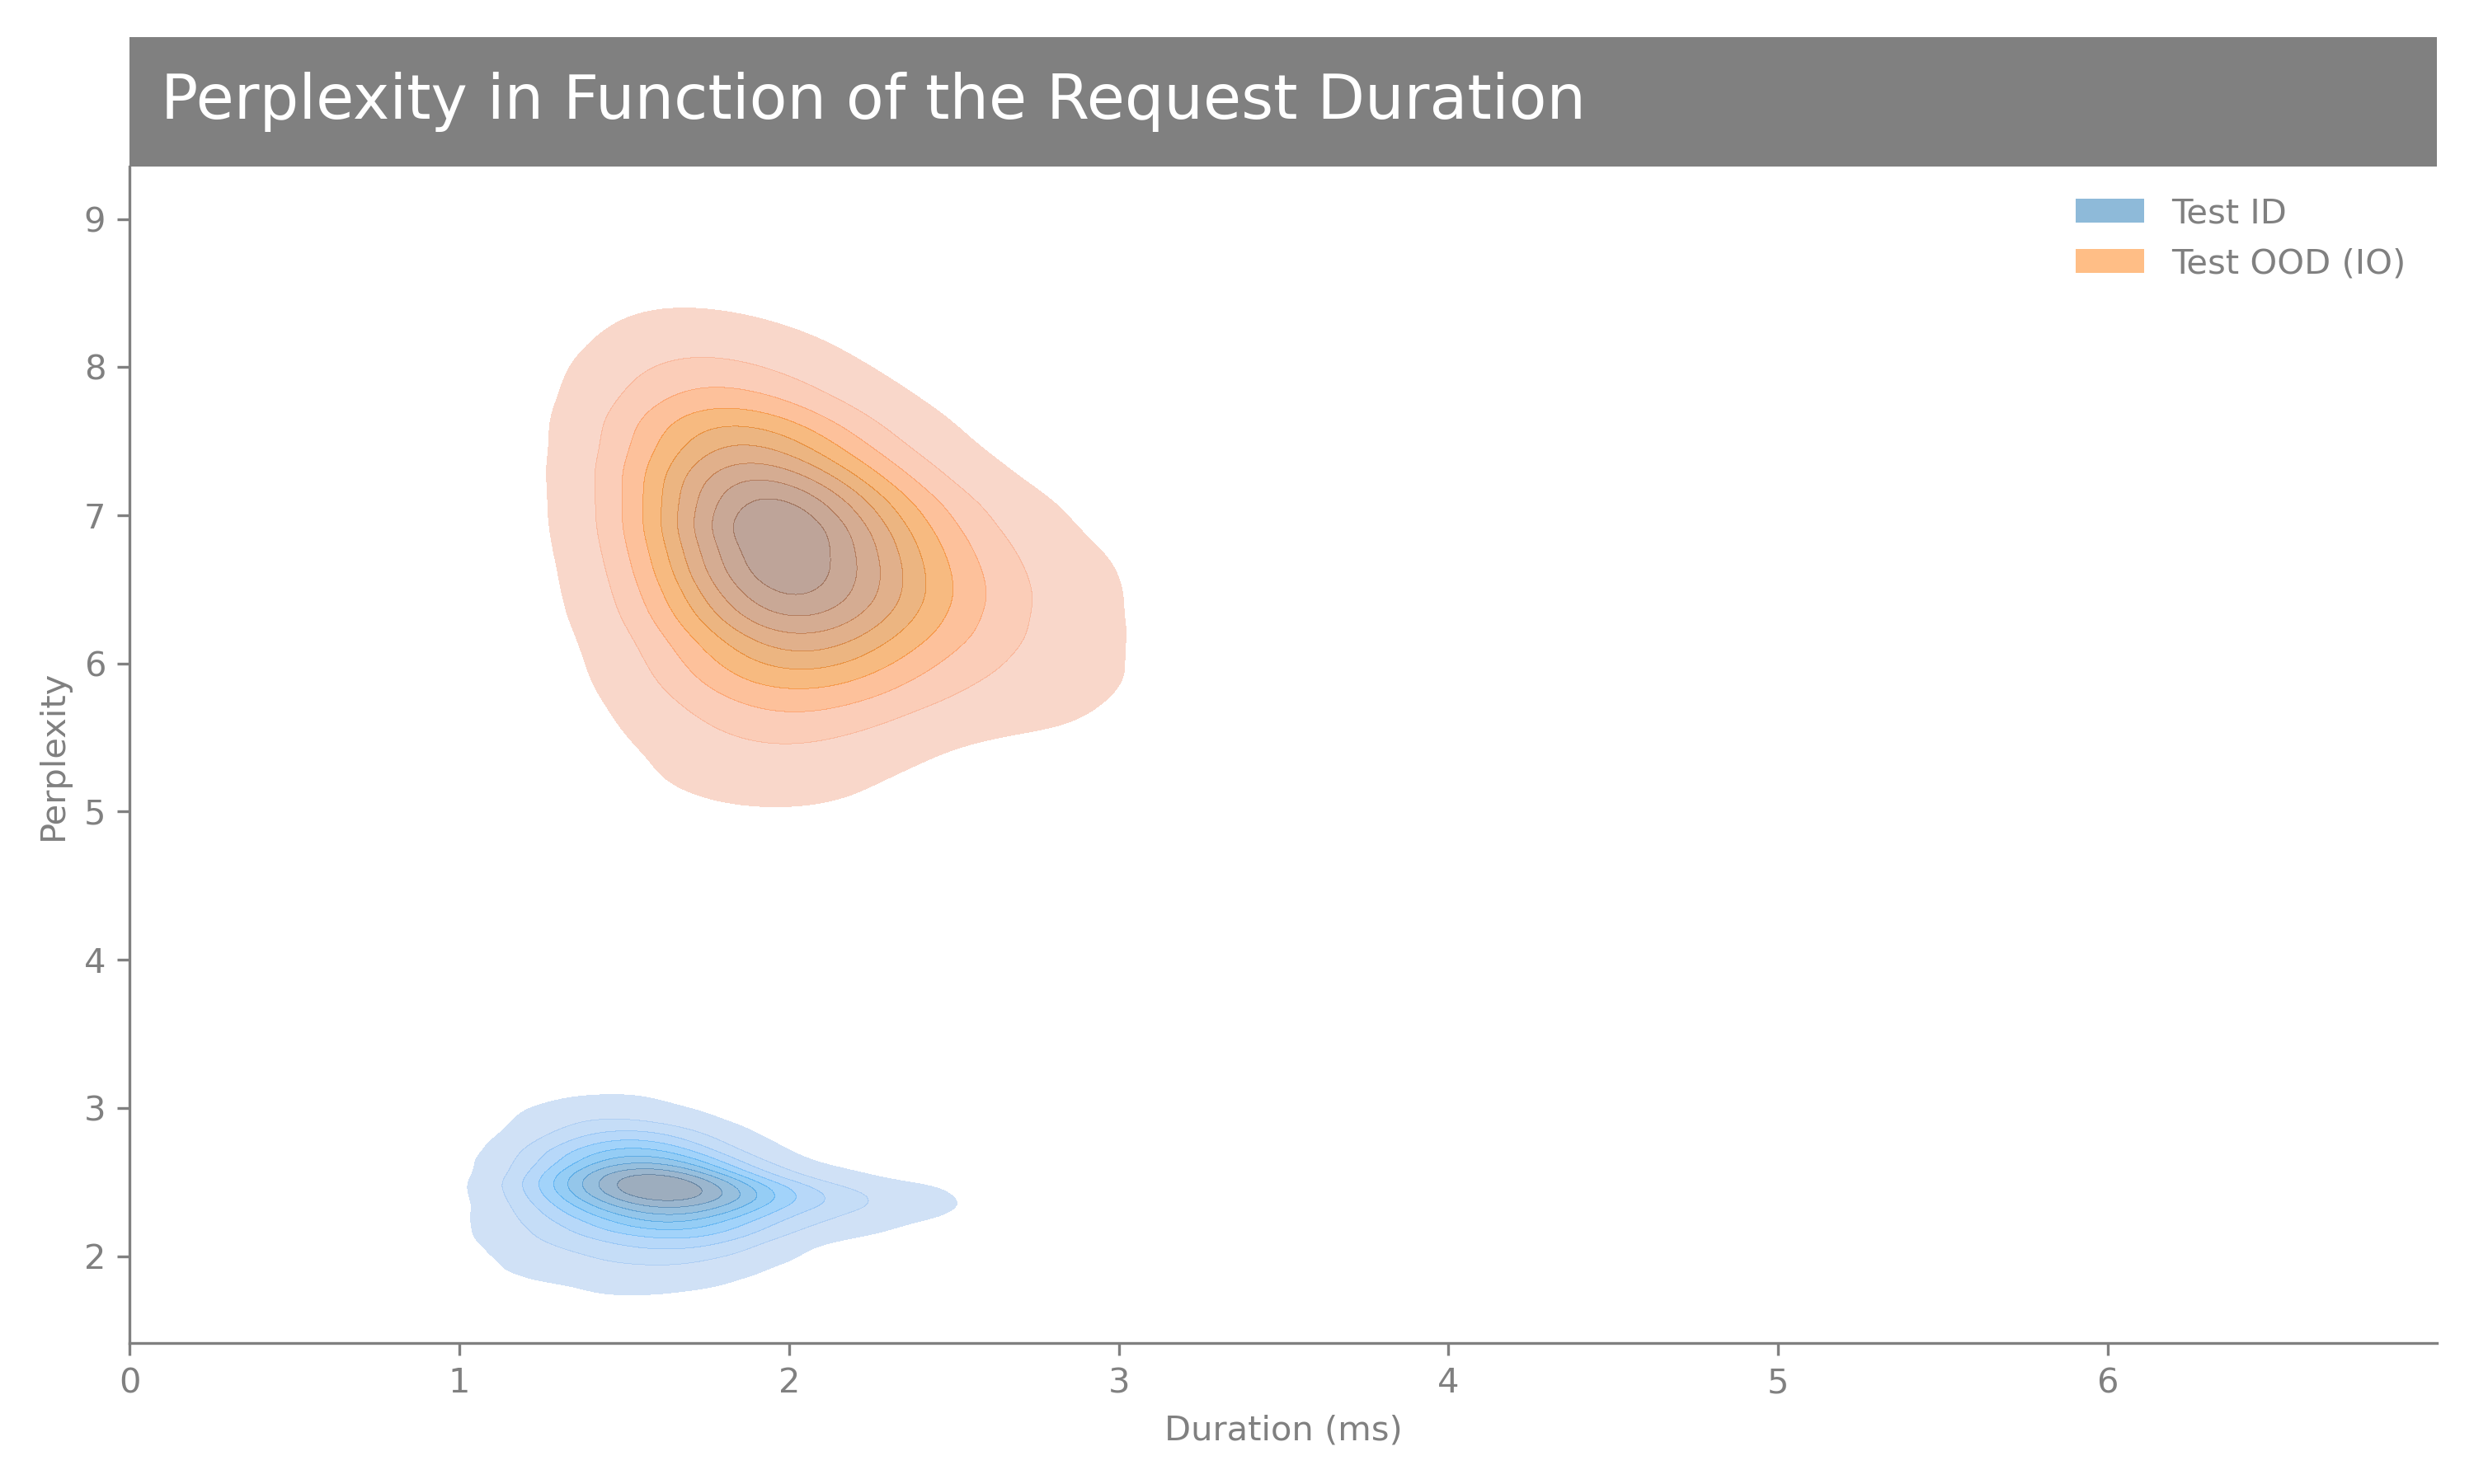 Perplexity in Function of the Request Duration
Test ID
Test OOD (IO)
9
8
7
6
5
4
3
2
Perplexity
0 1 2 3 4 5 6
Duration (ms)